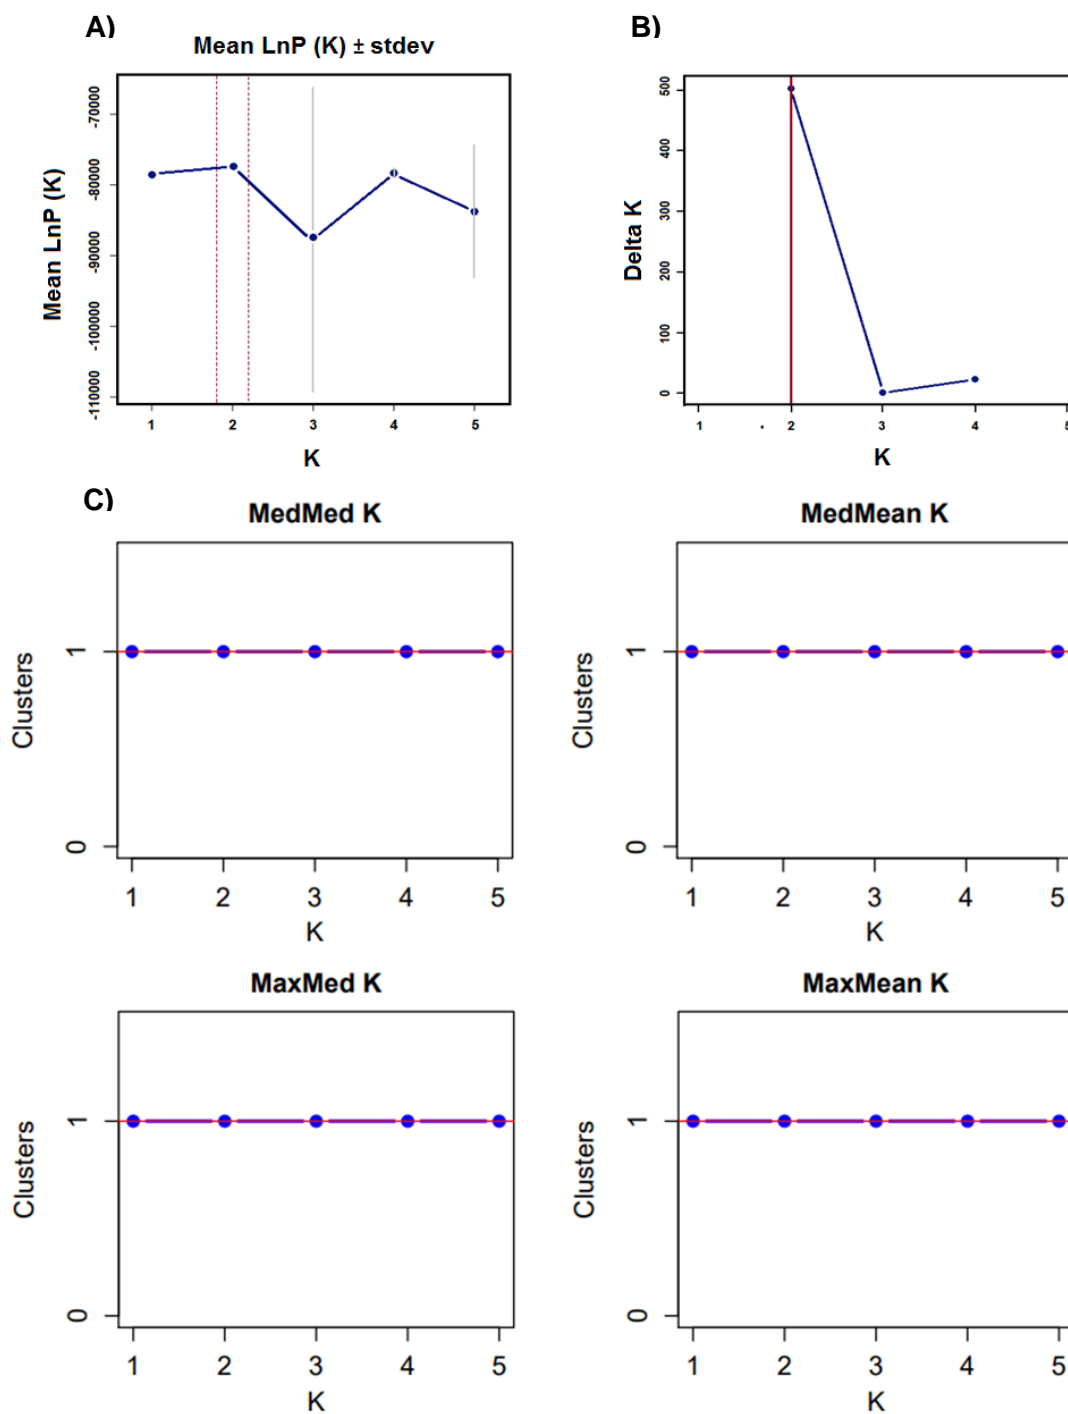 A)
Mean LnP (K) ± stdev
Mean LnP (K)
-70000
-80000
-90000
-100000
-110000
1 2 3 4 5
K
B)
Delta K
500
400
300
200
100
0
1 2 3 4 5
K
C)
MedMed K
Clusters
1
0
1 2 3 4 5
K
MedMean K
Clusters
1
0
1 2 3 4 5
K
MaxMed K
Clusters
1
0
1 2 3 4 5
K
MaxMean K
Clusters
1
0
1 2 3 4 5
K